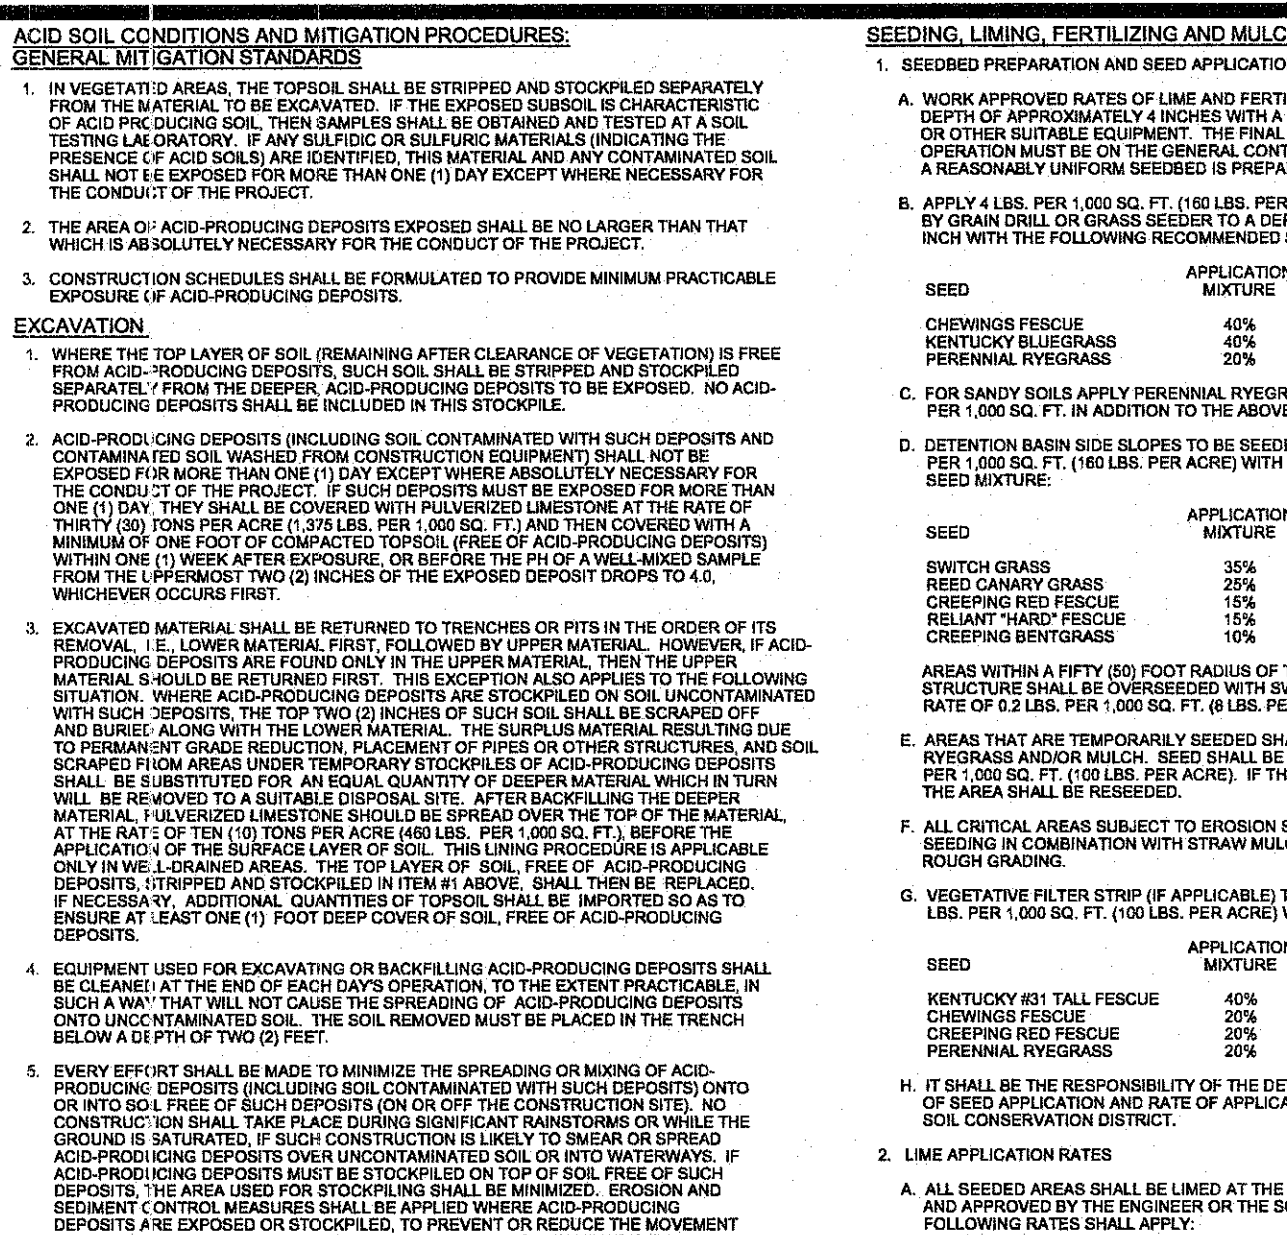 ACID SOIL CONDITIONS AND MITIGATION PROCEDURES:
GENERAL MITIGATION STANDARDS
1. IN VEGETATED AREAS, THE TOPSOIL SHALL BE STRIPPED AND STOCKPILED SEPARATELY
FROM THE MATERIAL TO BE EXCAVATED. IF THE EXPOSED SUBSOIL IS CHARACTERISTIC
OF ACID PRODUCING SOIL, THEN SAMPLES SHALL BE OBTAINED AND TESTED AT A SOIL
TESTING LABORATORY. IF ANY SULFIDIC OR SULFURIC MATERIALS (INDICATING THE
PRESENCE OF ACID SOILS) ARE IDENTIFIED, THIS MATERIAL AND ANY CONTAMINATED SOIL
SHALL NOT BE EXPOSED FOR MORE THAN ONE (1) DAY EXCEPT WHERE NECESSARY FOR
THE CONDUCT OF THE PROJECT.
2. THE AREA OF ACID-PRODUCING DEPOSITS EXPOSED SHALL BE NO LARGER THAN THAT
WHICH IS ABSOLUTELY NECESSARY FOR THE CONDUCT OF THE PROJECT.
3. CONSTRUCTION SCHEDULES SHALL BE FORMULATED TO PROVIDE MINIMUM PRACTICABLE
EXPOSURE OF ACID-PRODUCING DEPOSITS.
EXCAVATION
1. WHERE THE TOP LAYER OF SOIL (REMAINING AFTER CLEARANCE OF VEGETATION) IS FREE
FROM ACID-PRODUCING DEPOSITS, SUCH SOIL SHALL BE STRIPPED AND STOCKPILED
SEPARATELY FROM THE DEEPER, ACID-PRODUCING DEPOSITS TO BE EXPOSED. NO ACID-
PRODUCING DEPOSITS SHALL BE INCLUDED IN THIS STOCKPILE.
2. ACID-PRODUCING DEPOSITS (INCLUDING SOIL CONTAMINATED WITH SUCH DEPOSITS AND
CONTAMINATED SOIL WASHED FROM CONSTRUCTION EQUIPMENT) SHALL NOT BE
EXPOSED FOR MORE THAN ONE (1) DAY EXCEPT WHERE ABSOLUTELY NECESSARY FOR
THE CONDUCT OF THE PROJECT. IF SUCH DEPOSITS MUST BE EXPOSED FOR MORE THAN
ONE (1) DAY, THEY SHALL BE COVERED WITH PULVERIZED LIMESTONE AT THE RATE OF
THIRTY (30) TONS PER ACRE (1,375 LBS. PER 1,000 SQ. FT.) AND THEN COVERED WITH A
MINIMUM OF ONE FOOT OF COMPACTED TOPSOIL (FREE OF ACID-PRODUCING DEPOSITS)
WITHIN ONE (1) WEEK AFTER EXPOSURE, OR BEFORE THE PH OF A WELL-MIXED SAMPLE
FROM THE UPPERMOST TWO (2) INCHES OF THE EXPOSED DEPOSIT DROPS TO 4.0,
WHICHEVER OCCURS FIRST.
3. EXCAVATED MATERIAL SHALL BE RETURNED TO TRENCHES OR PITS IN THE ORDER OF ITS
REMOVAL, I.E., LOWER MATERIAL FIRST, FOLLOWED BY UPPER MATERIAL. HOWEVER, IF ACID-
PRODUCING DEPOSITS ARE FOUND ONLY IN THE UPPER MATERIAL, THEN THE UPPER
MATERIAL SHOULD BE RETURNED FIRST. THIS EXCEPTION ALSO APPLIES TO THE FOLLOWING
SITUATION. WHERE ACID-PRODUCING DEPOSITS ARE STOCKPILED ON SOIL UNCONTAMINATED
WITH SUCH DEPOSITS, THE TOP TWO (2) INCHES OF SUCH SOIL SHALL BE SCRAPED OFF
AND BURIED ALONG WITH THE LOWER MATERIAL. THE SURPLUS MATERIAL RESULTING DUE
TO PERMANENT GRADE REDUCTION, PLACEMENT OF PIPES OR OTHER STRUCTURES, AND SOIL
SCRAPED FROM AREAS UNDER TEMPORARY STOCKPILES OF ACID-PRODUCING DEPOSITS
SHALL BE SUBSTITUTED FOR AN EQUAL QUANTITY OF DEEPER MATERIAL WHICH IN TURN
WILL BE REMOVED TO A SUITABLE DISPOSAL SITE. AFTER BACKFILLING THE DEEPER
MATERIAL, PULVERIZED LIMESTONE SHOULD BE SPREAD OVER THE TOP OF THE MATERIAL,
AT THE RATE OF TEN (10) TONS PER ACRE (460 LBS. PER 1,000 SQ. FT.), BEFORE THE
APPLICATION OF THE SURFACE LAYER OF SOIL. THIS LINING PROCEDURE IS APPLICABLE
ONLY IN WELL-DRAINED AREAS. THE TOP LAYER OF SOIL, FREE OF ACID-PRODUCING
DEPOSITS, STRIPPED AND STOCKPILED IN ITEM #1 ABOVE, SHALL THEN BE REPLACED.
IF NECESSARY, ADDITIONAL QUANTITIES OF TOPSOIL SHALL BE IMPORTED SO AS TO
ENSURE AT LEAST ONE (1) FOOT DEEP COVER OF SOIL, FREE OF ACID-PRODUCING
DEPOSITS.
4. EQUIPMENT USED FOR EXCAVATING OR BACKFILLING ACID-PRODUCING DEPOSITS SHALL
BE CLEANED AT THE END OF EACH DAY'S OPERATION, TO THE EXTENT PRACTICABLE, IN
SUCH A WAY THAT WILL NOT CAUSE THE SPREADING OF ACID-PRODUCING DEPOSITS
ONTO UNCONTAMINATED SOIL. THE SOIL REMOVED MUST BE PLACED IN THE TRENCH
BELOW A DEPTH OF TWO (2) FEET.
5. EVERY EFFORT SHALL BE MADE TO MINIMIZE THE SPREADING OR MIXING OF ACID-
PRODUCING DEPOSITS (INCLUDING SOIL CONTAMINATED WITH SUCH DEPOSITS) ONTO
OR INTO SOIL FREE OF SUCH DEPOSITS (ON OR OFF THE CONSTRUCTION SITE). NO
CONSTRUCTION SHALL TAKE PLACE DURING SIGNIFICANT RAINSTORMS OR WHILE THE
GROUND IS SATURATED, IF SUCH CONSTRUCTION IS LIKELY TO SMEAR OR SPREAD
ACID-PRODUCING DEPOSITS OVER UNCONTAMINATED SOIL OR INTO WATERWAYS. IF
ACID-PRODUCING DEPOSITS MUST BE STOCKPILED ON TOP OF SOIL FREE OF SUCH
DEPOSITS, THE AREA USED FOR STOCKPILING SHALL BE MINIMIZED. EROSION AND
SEDIMENT CONTROL MEASURES SHALL BE APPLIED WHERE ACID-PRODUCING
DEPOSITS ARE EXPOSED OR STOCKPILED, TO PREVENT OR REDUCE THE MOVEMENT
SEEDING, LIMING, FERTILIZING AND MULC
1. SEEDBED PREPARATION AND SEED APPLICATIO
A. WORK APPROVED RATES OF LIME AND FERTI
DEPTH OF APPROXIMATELY 4 INCHES WITH A
OR OTHER SUITABLE EQUIPMENT. THE FINAL
OPERATION MUST BE ON THE GENERAL CONT
A REASONABLY UNIFORM SEEDBED IS PREPA
B. APPLY 4 LBS. PER 1,000 SQ. FT. (160 LBS. PER
BY GRAIN DRILL OR GRASS SEEDER TO A DEP
INCH WITH THE FOLLOWING RECOMMENDED
APPLICATION
SEED MIXTURE
CHEWINGS FESCUE 40%
KENTUCKY BLUEGRASS 40%
PERENNIAL RYEGRASS 20%
C. FOR SANDY SOILS APPLY PERENNIAL RYEGR
PER 1,000 SQ. FT. IN ADDITION TO THE ABOVE
D. DETENTION BASIN SIDE SLOPES TO BE SEEDE
PER 1,000 SQ. FT. (160 LBS. PER ACRE) WITH
SEED MIXTURE:
APPLICATION
SEED MIXTURE
SWITCH GRASS 35%
REED CANARY GRASS 25%
CREEPING RED FESCUE 15%
RELIANT "HARD" FESCUE 15%
CREEPING BENTGRASS 10%
AREAS WITHIN A FIFTY (50) FOOT RADIUS OF
STRUCTURE SHALL BE OVERSEEDED WITH SW
RATE OF 0.2 LBS. PER 1,000 SQ. FT. (8 LBS. PE
E. AREAS THAT ARE TEMPORARILY SEEDED SHA
RYEGRASS AND/OR MULCH. SEED SHALL BE
PER 1,000 SQ. FT. (100 LBS. PER ACRE). IF TH
THE AREA SHALL BE RESEEDED.
F. ALL CRITICAL AREAS SUBJECT TO EROSION S
SEEDING IN COMBINATION WITH STRAW MUL
ROUGH GRADING.
G. VEGETATIVE FILTER STRIP (IF APPLICABLE) T
LBS. PER 1,000 SQ. FT. (100 LBS. PER ACRE) W
APPLICATION
SEED MIXTURE
KENTUCKY #31 TALL FESCUE 40%
CHEWINGS FESCUE 20%
CREEPING RED FESCUE 20%
PERENNIAL RYEGRASS 20%
H. IT SHALL BE THE RESPONSIBILITY OF THE DE
OF SEED APPLICATION AND RATE OF APPLICA
SOIL CONSERVATION DISTRICT.
2. LIME APPLICATION RATES
A. ALL SEEDED AREAS SHALL BE LIMED AT THE
AND APPROVED BY THE ENGINEER OR THE SO
FOLLOWING RATES SHALL APPLY: